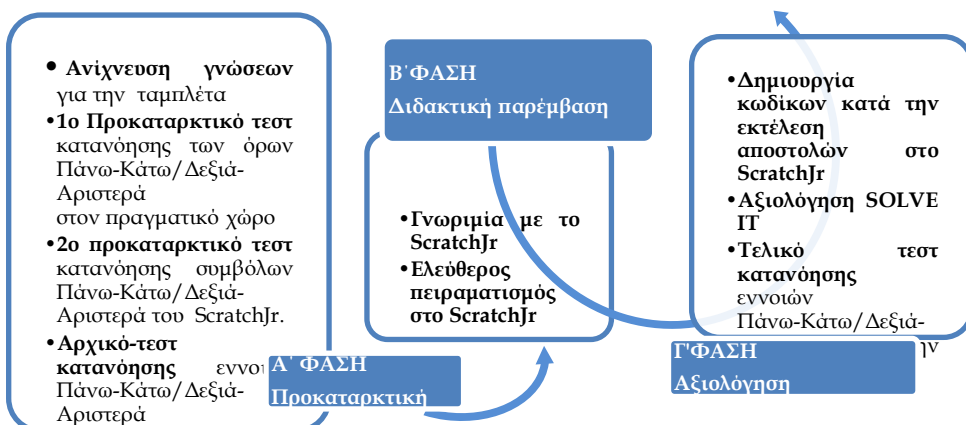 • Ανίχνευση γνώσεων
για την ταμπλέτα
•1ο Προκαταρκτικό τεστ
κατανόησης των όρων
Πάνω-Κάτω/Δεξιά-
Αριστερά
στον πραγματικό χώρο
•2ο προκαταρκτικό τεστ
κατανόησης συμβόλων
Πάνω-Κάτω/Δεξιά-
Αριστερά του ScratchJr.
•Αρχικό-τεστ
κατανόησης
Πάνω-Κάτω/Δεξιά-
Αριστερά
Α΄ ΦΑΣΗ
Προκαταρκτική
Β΄ΦΑΣΗ
Διδακτική παρέμβαση
•Γνωριμία με το
ScratchJr
•Ελεύθερος
πειραματισμός
στο ScratchJr
•Δημιουργία
κωδίκων κατά την
εκτέλεση
αποστολών στο
ScratchJr
•Αξιολόγηση SOLVE
IT
•Τελικό τεστ
κατανόησης
εννοιών
Πάνω-Κάτω/Δεξιά-
Γ'ΦΑΣΗ
Αξιολόγηση